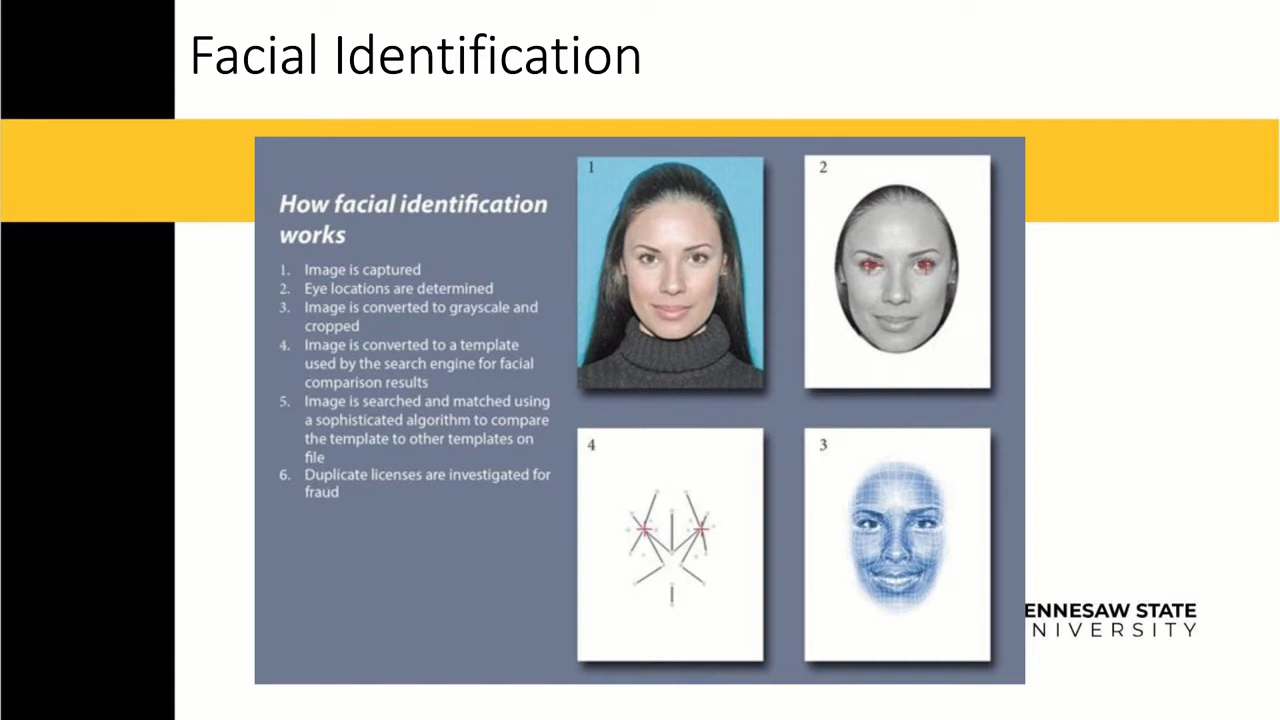 Facial Identification
How facial identification
works
1. Image is captured
2. Eye locations are determined
3. Image is converted to grayscale and
cropped
4. Image is converted to a template
used by the search engine for facial
comparison results
5. Image is searched and matched using
a sophisticated algorithm to compare
the template to other templates on
file
6. Duplicate licenses are investigated for
fraud
1
2
4
3
ENNESAW STATE
NIVERSITY